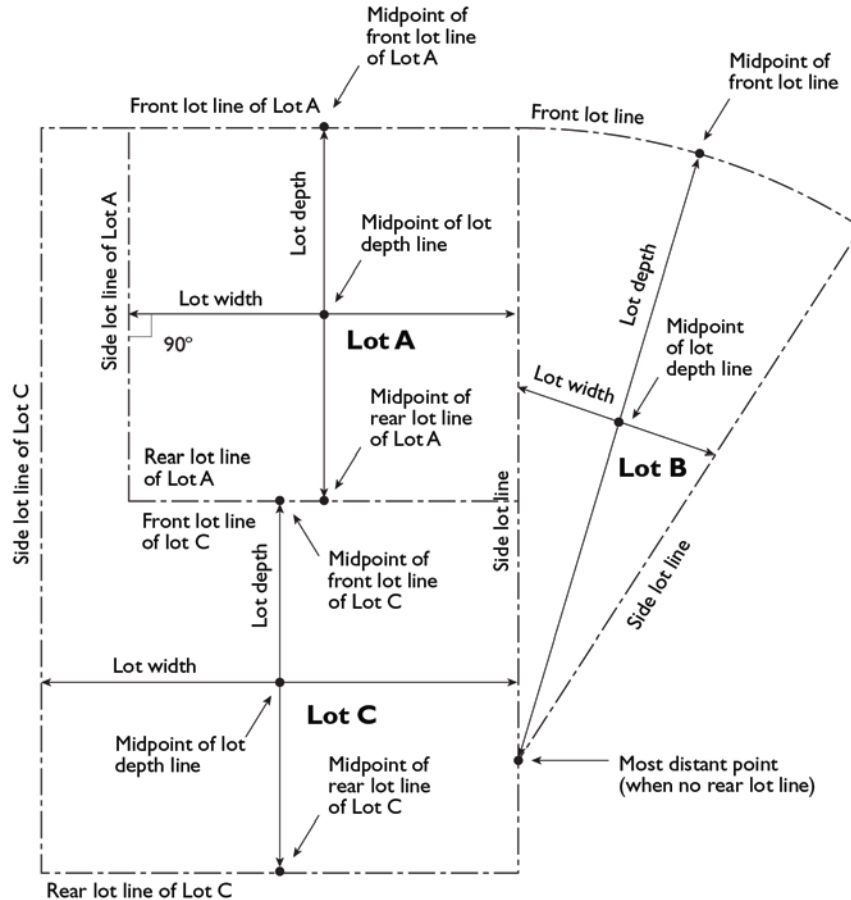 Midpoint of
front lot line
of Lot A
Midpoint of
front lot line
Front lot line of Lot A
Front lot line
Side lot line of Lot A
Lot depth
Midpoint of lot
depth line
Lot depth
Lot width
90°
Lot A
Midpoint
of lot
depth line
Lot width
Side lot line of Lot C
Midpoint of
rear lot line
of Lot A
Lot B
Rear lot line
of Lot A
Side lot line
Front lot line
of lot C
Lot depth
Midpoint of
front lot line
of Lot C
Side lot line
Lot width
Lot C
Midpoint of lot
depth line
Midpoint of
rear lot line
of Lot C
Most distant point
(when no rear lot line)
Rear lot line of Lot C